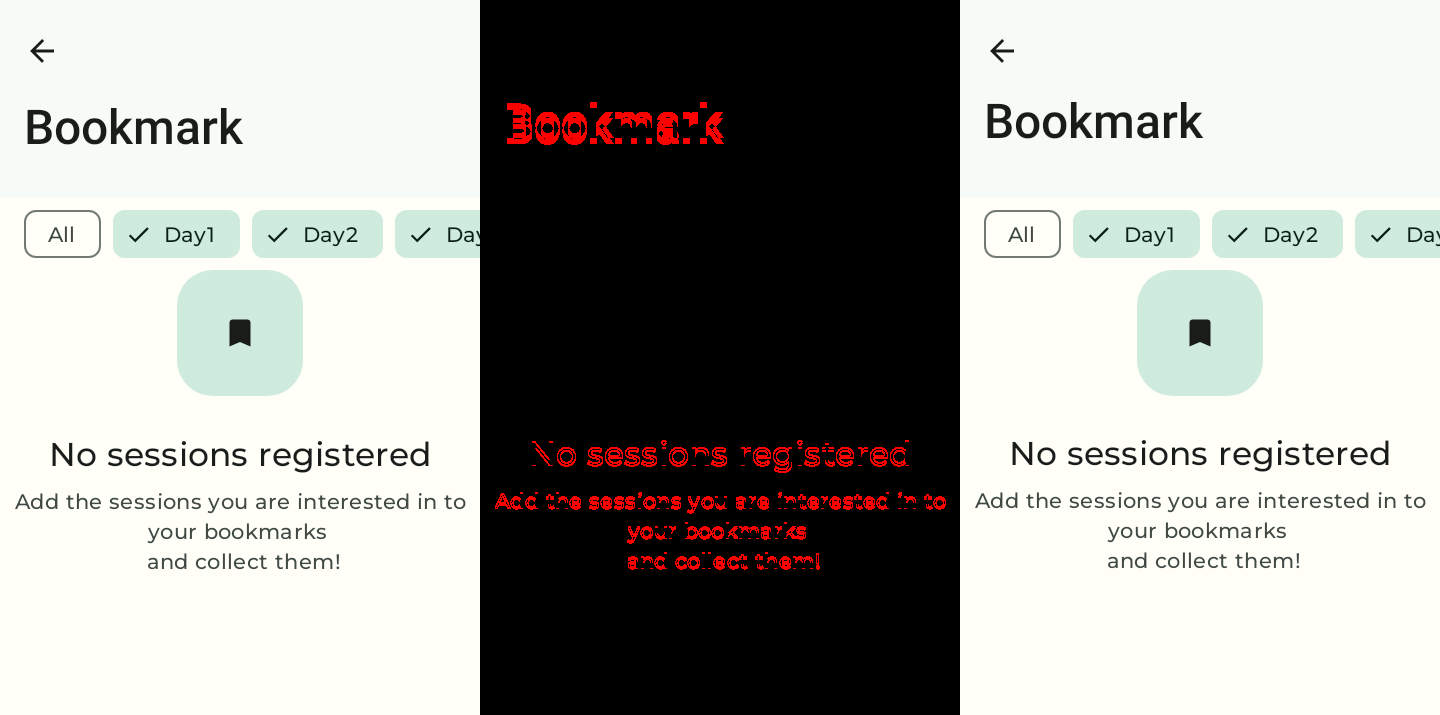 Bookmark
All
Day1
Day2
Day
No sessions registered
Add the sessions you are interested in to
your bookmarks
and collect them!
Bookmark
No sessions registered
Add the sessions you are interested in to
your bookmarks
and collect them!
Bookmark
All
Day1
Day2
Day
No sessions registered
Add the sessions you are interested in to
your bookmarks
and collect them!